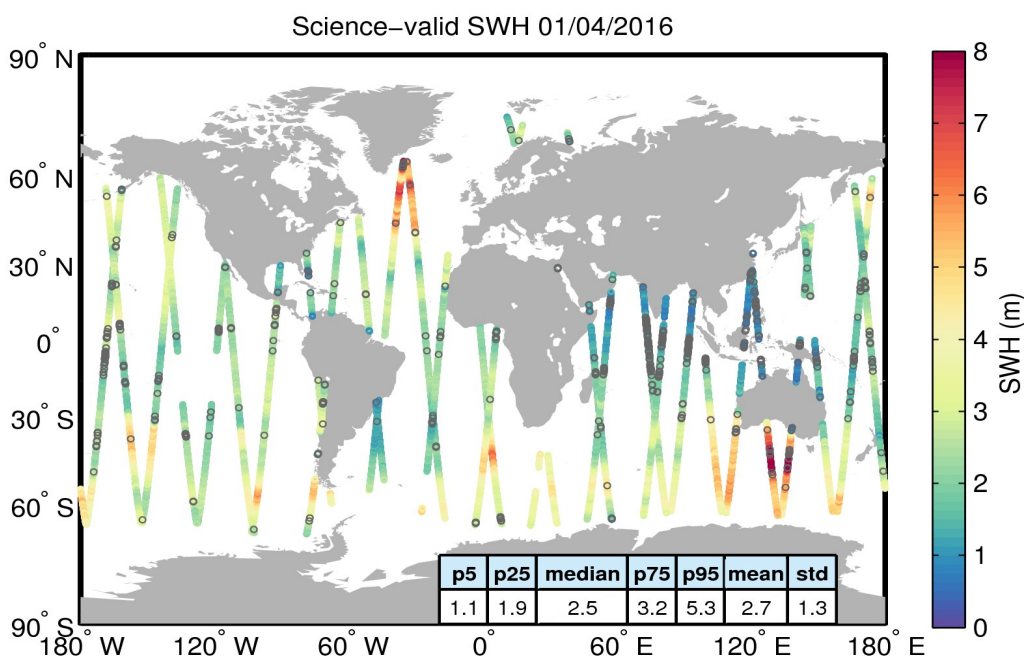 Science−valid SWH 01/04/2016
90° N
60° N
30° N
0°
30° S
60° S
90° S
180° W
120° W
60° W
0°
60° E
120° E
180° E
p5 p25 median p75 p95 mean std
1.1 1.9 2.5 3.2 5.3 2.7 1.3
8
7
6
5
4
3
2
1
0
SWH (m)